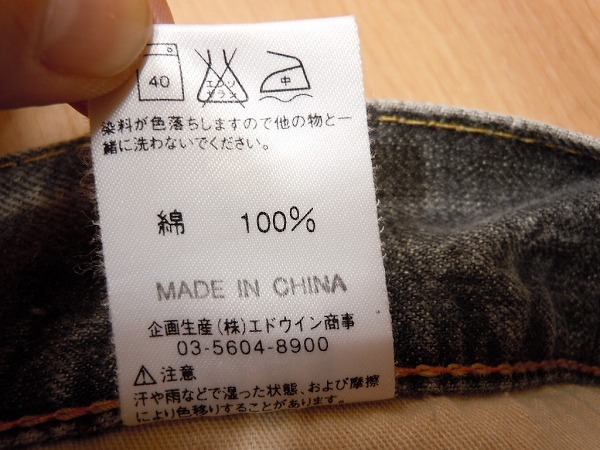 40 エンソ サラシ 中
染料が色落ちしますので他の物と一
緒に洗わないでください。
綿 100%
MADE IN CHINA
企画生産(株)エドウイン商事
03-5604-8900
⚠注意
汗や雨などで湿った状態、および摩擦
により色移りすることがあります。